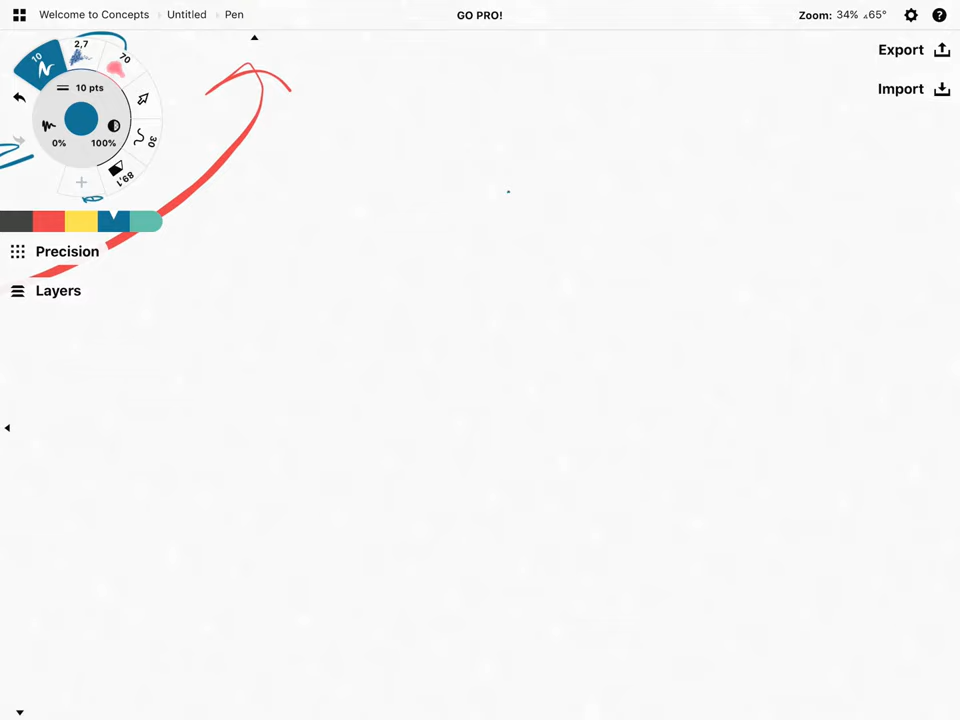 Welcome to Concepts Untitled Pen GO PRO! Zoom: 34% ⊿65° ?
Export
Import
10
2,7
70
10 pts
30
0% 100%
89,1
Precision
Layers